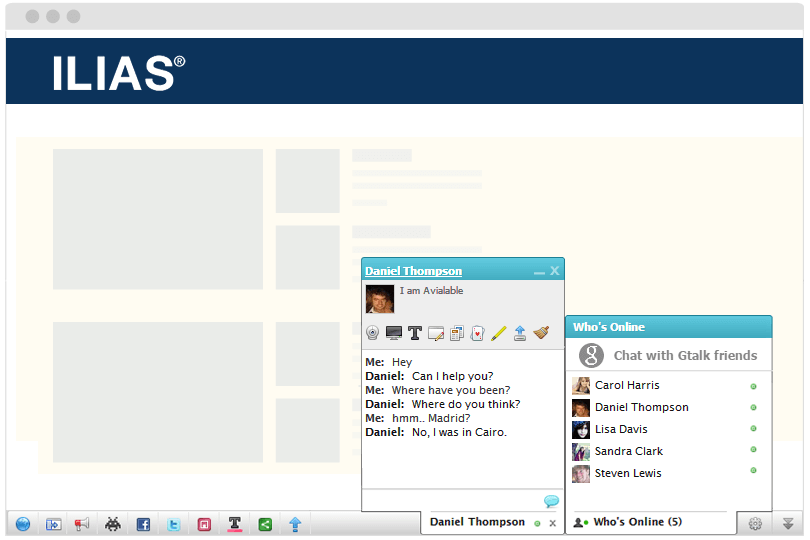 ILIAS®
Daniel Thompson
I am Avialable
Me: Hey
Daniel: Can I help you?
Me: Where have you been?
Daniel: Where do you think?
Me: hmm.. Madrid?
Daniel: No, I was in Cairo.
Who's Online
Chat with Gtalk friends
Carol Harris
Daniel Thompson
Lisa Davis
Sandra Clark
Steven Lewis
Daniel Thompson
Who's Online (5)